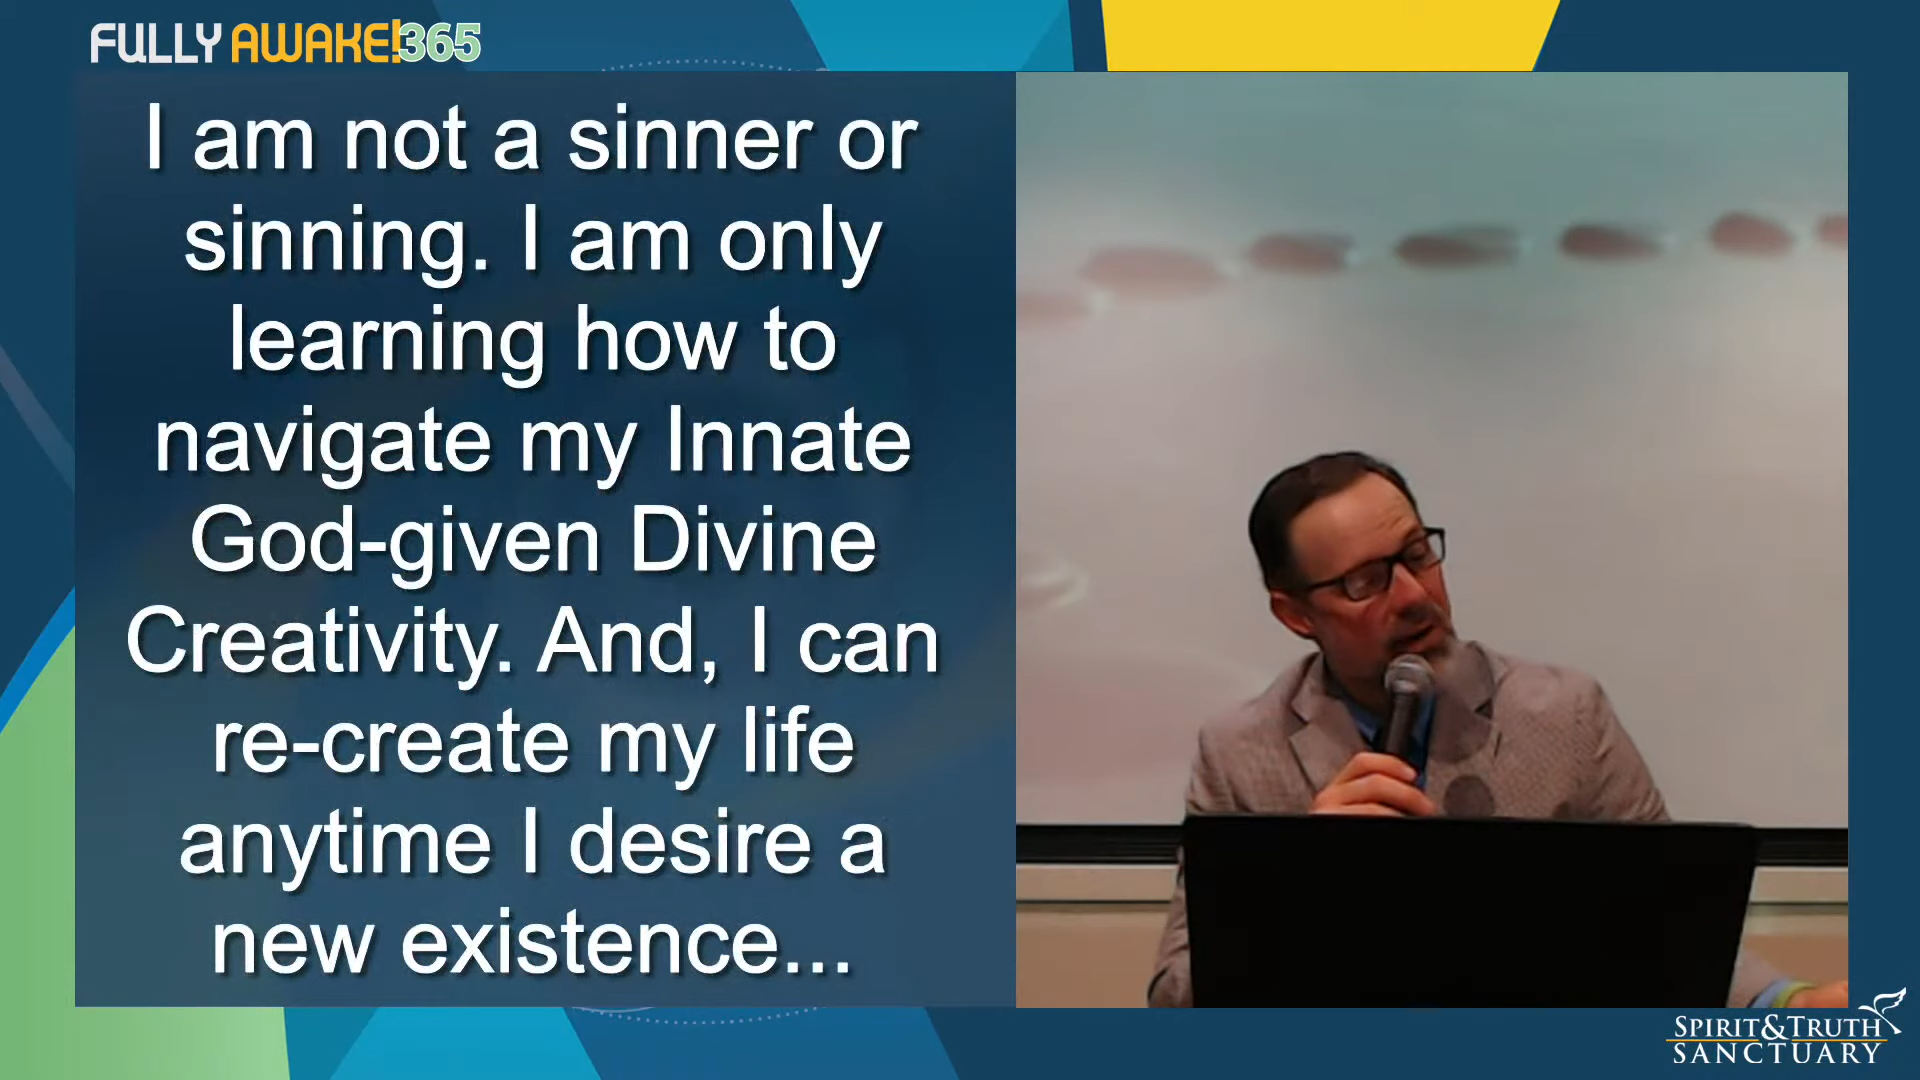 FULLY AWAKE!365
I am not a sinner or
sinning. I am only
learning how to
navigate my Innate
God-given Divine
Creativity. And, I can
re-create my life
anytime I desire a
new existence...
SPIRIT&TRUTH
SANCTUARY